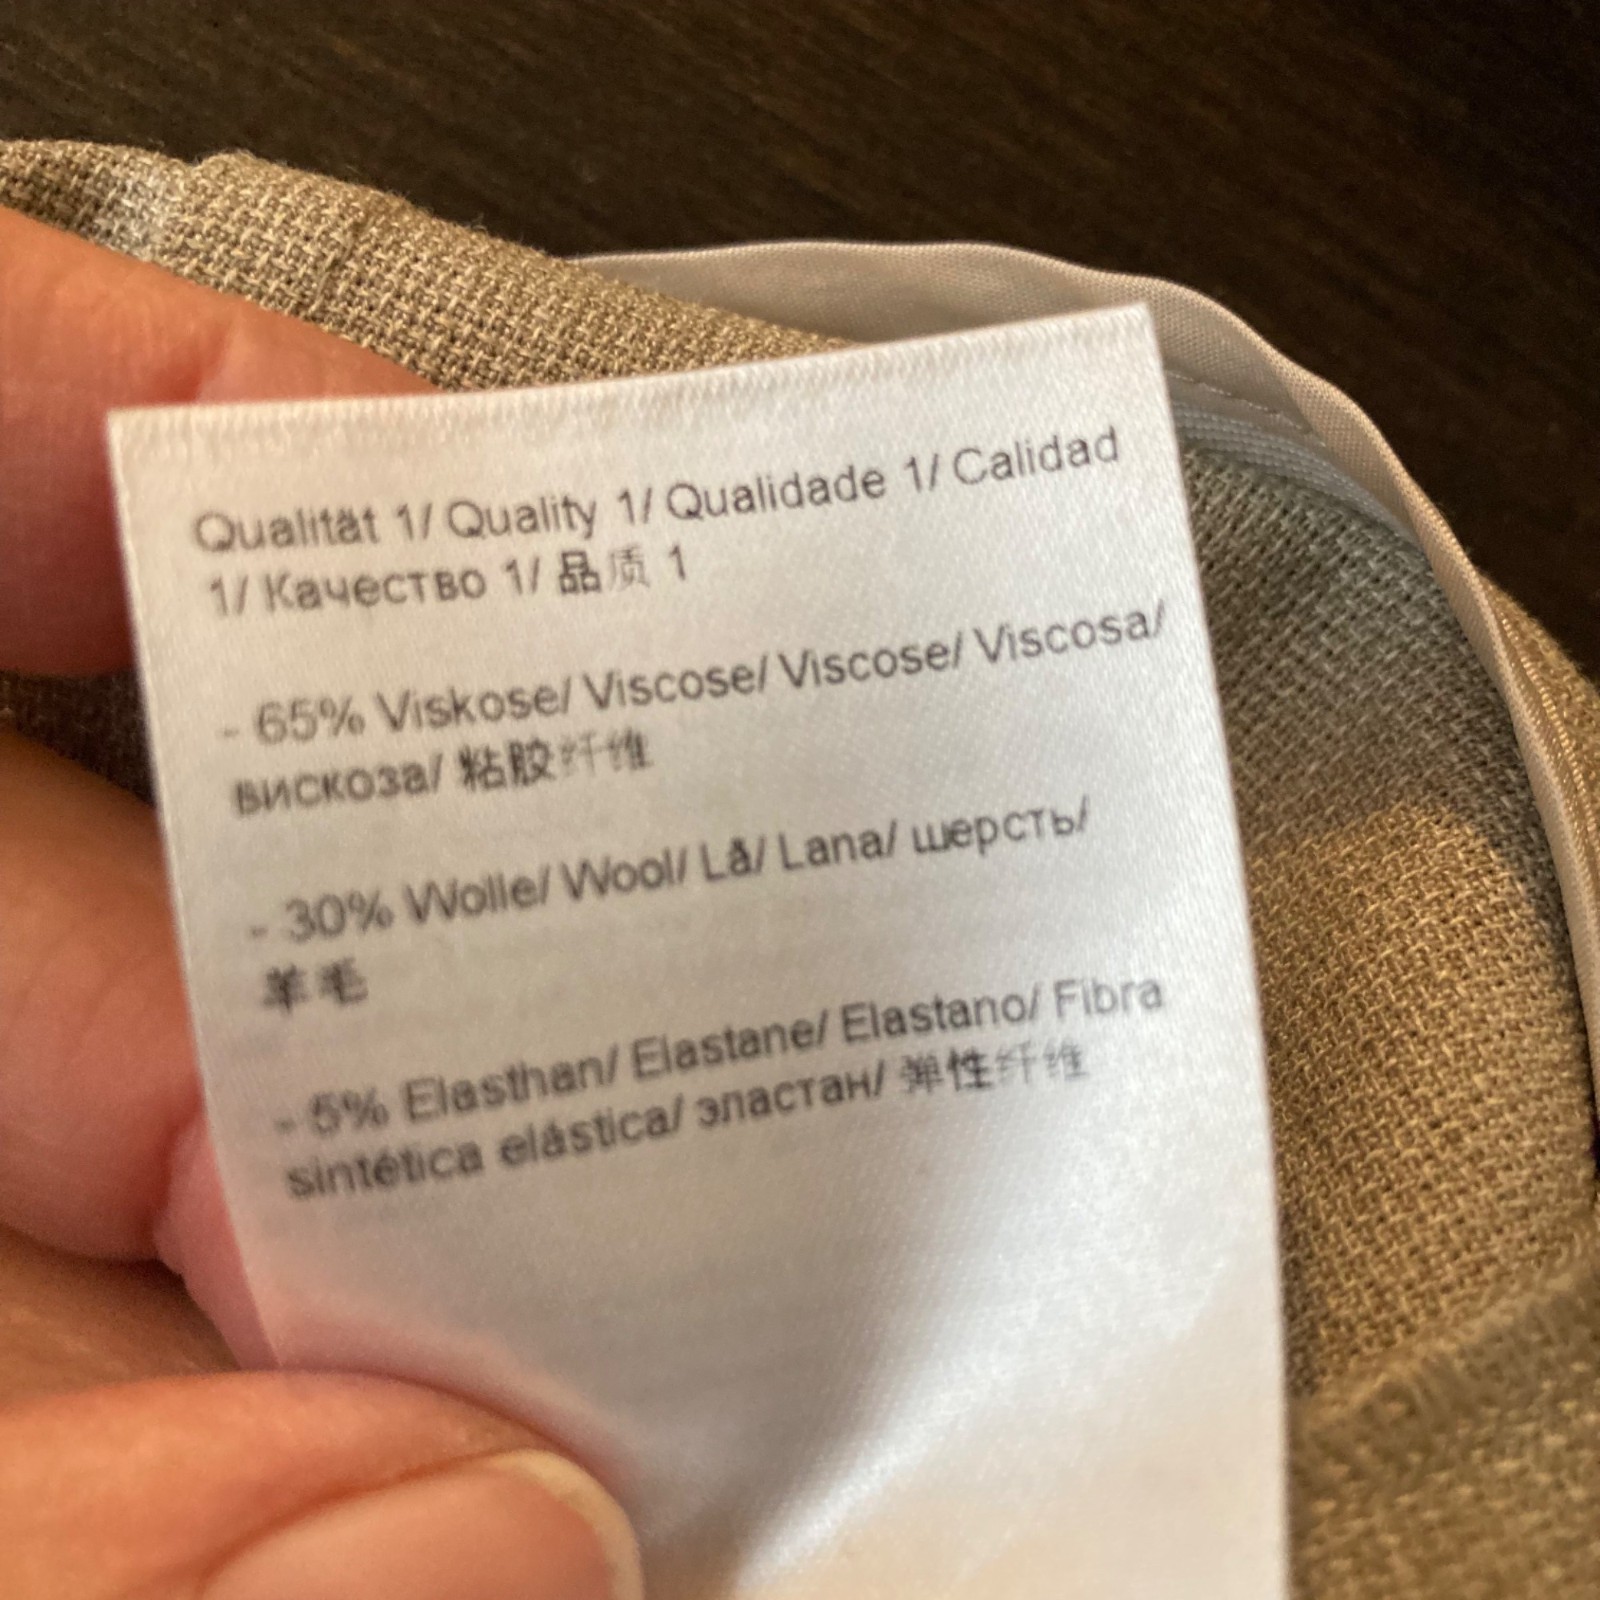 Qualität 1/ Quality 1/ Qualidade 1/ Calidad
1/ Качество 1/ 品质 1
- 65% Viskose/ Viscose/ Viscose/ Viscosa/
вискоза/ 粘胶纤维
- 30% Wolle/ Wool/ Lã/ Lana/ шерсть/
羊毛
- 5% Elasthan/ Elastane/ Elastano/ Fibra
sintética elástica/ эластан/ 弹性纤维